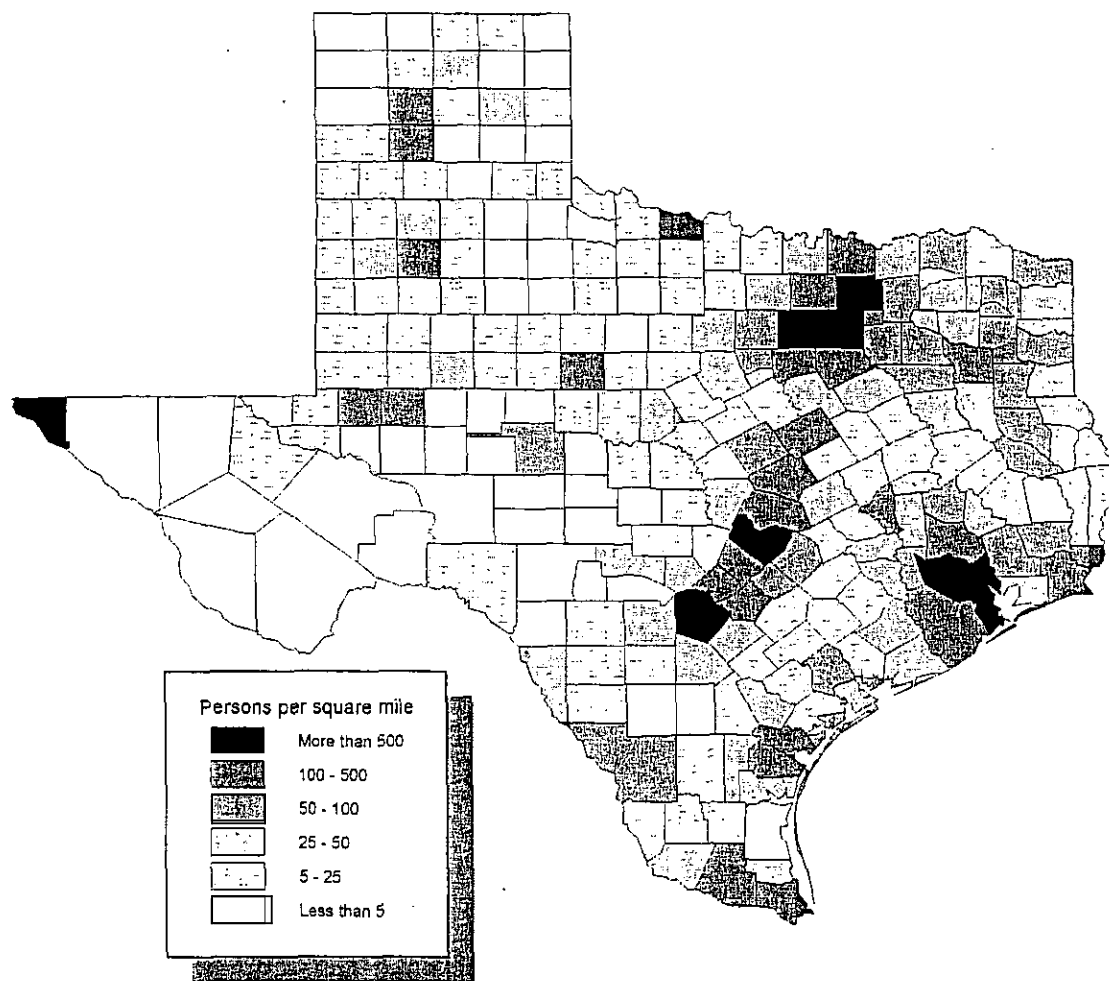 Persons per square mile
More than 500
100 - 500
50 - 100
25 - 50
5 - 25
Less than 5